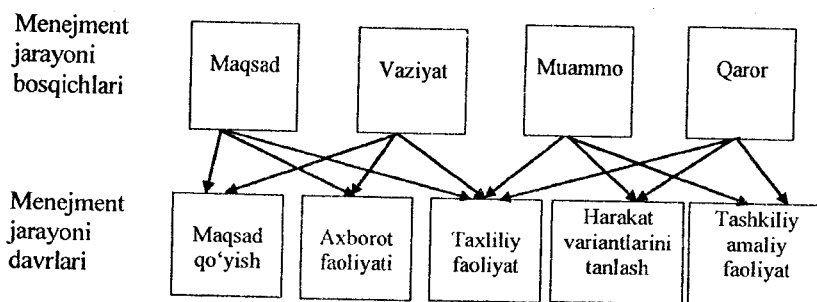 Menejment
jarayoni
bosqichlari
Maqsad
Vaziyat
Muammo
Qaror
Menejment
jarayoni
davrlari
Maqsad
qo‘yish
Axborot
faoliyati
Taxliliy
faoliyat
Harakat
variantlarini
tanlash
Tashkiliy
amaliy
faoliyat